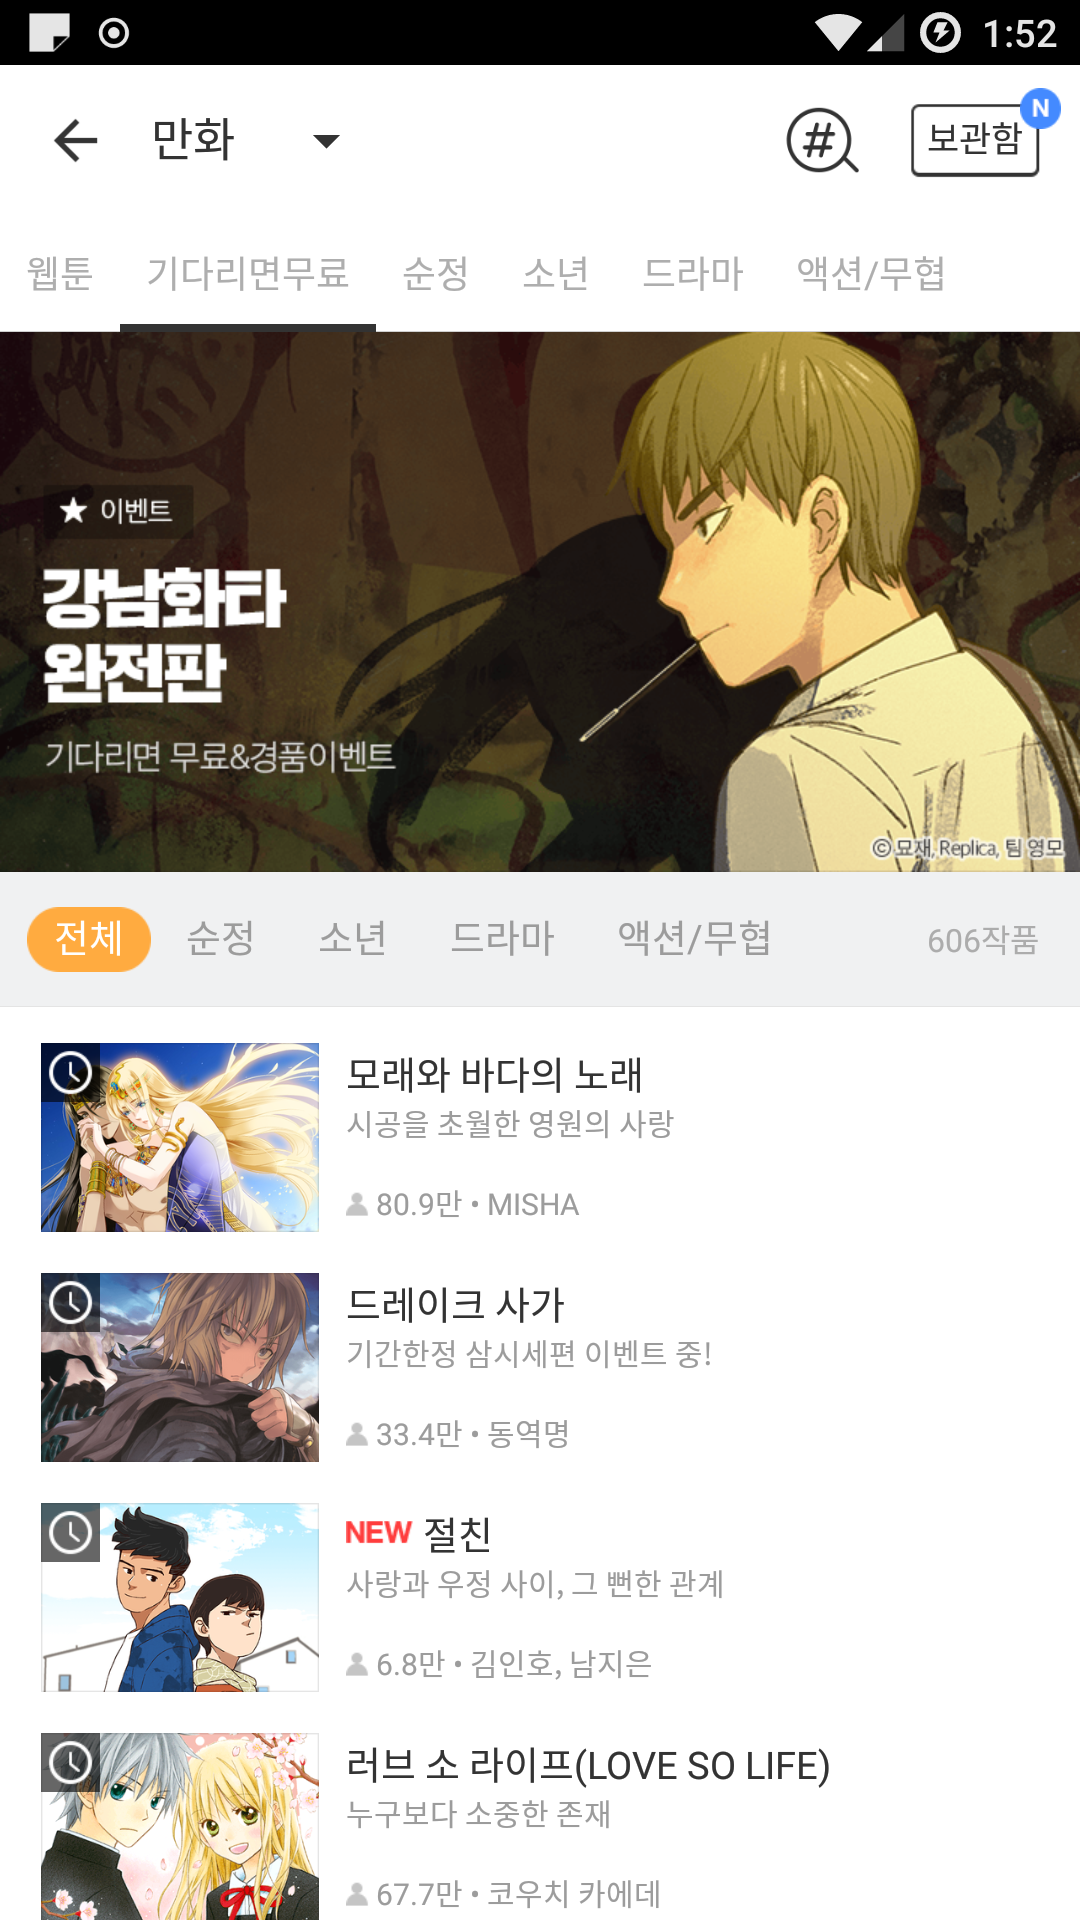 1:52
만화
#
보관함
N
웹툰 기다리면무료 순정 소년 드라마 액션/무협
★ 이벤트
강남화타
완전판
기다리면 무료&경품이벤트
ⓒ묘재, Replica, 팀 영모
전체 순정 소년 드라마 액션/무협 606작품
모래와 바다의 노래
시공을 초월한 영원의 사랑
80.9만 • MISHA
드레이크 사가
기간한정 삼시세편 이벤트 중!
33.4만 • 동역명
NEW 절친
사랑과 우정 사이, 그 뻔한 관계
6.8만 • 김인호, 남지은
러브 소 라이프(LOVE SO LIFE)
누구보다 소중한 존재
67.7만 • 코우치 카에데